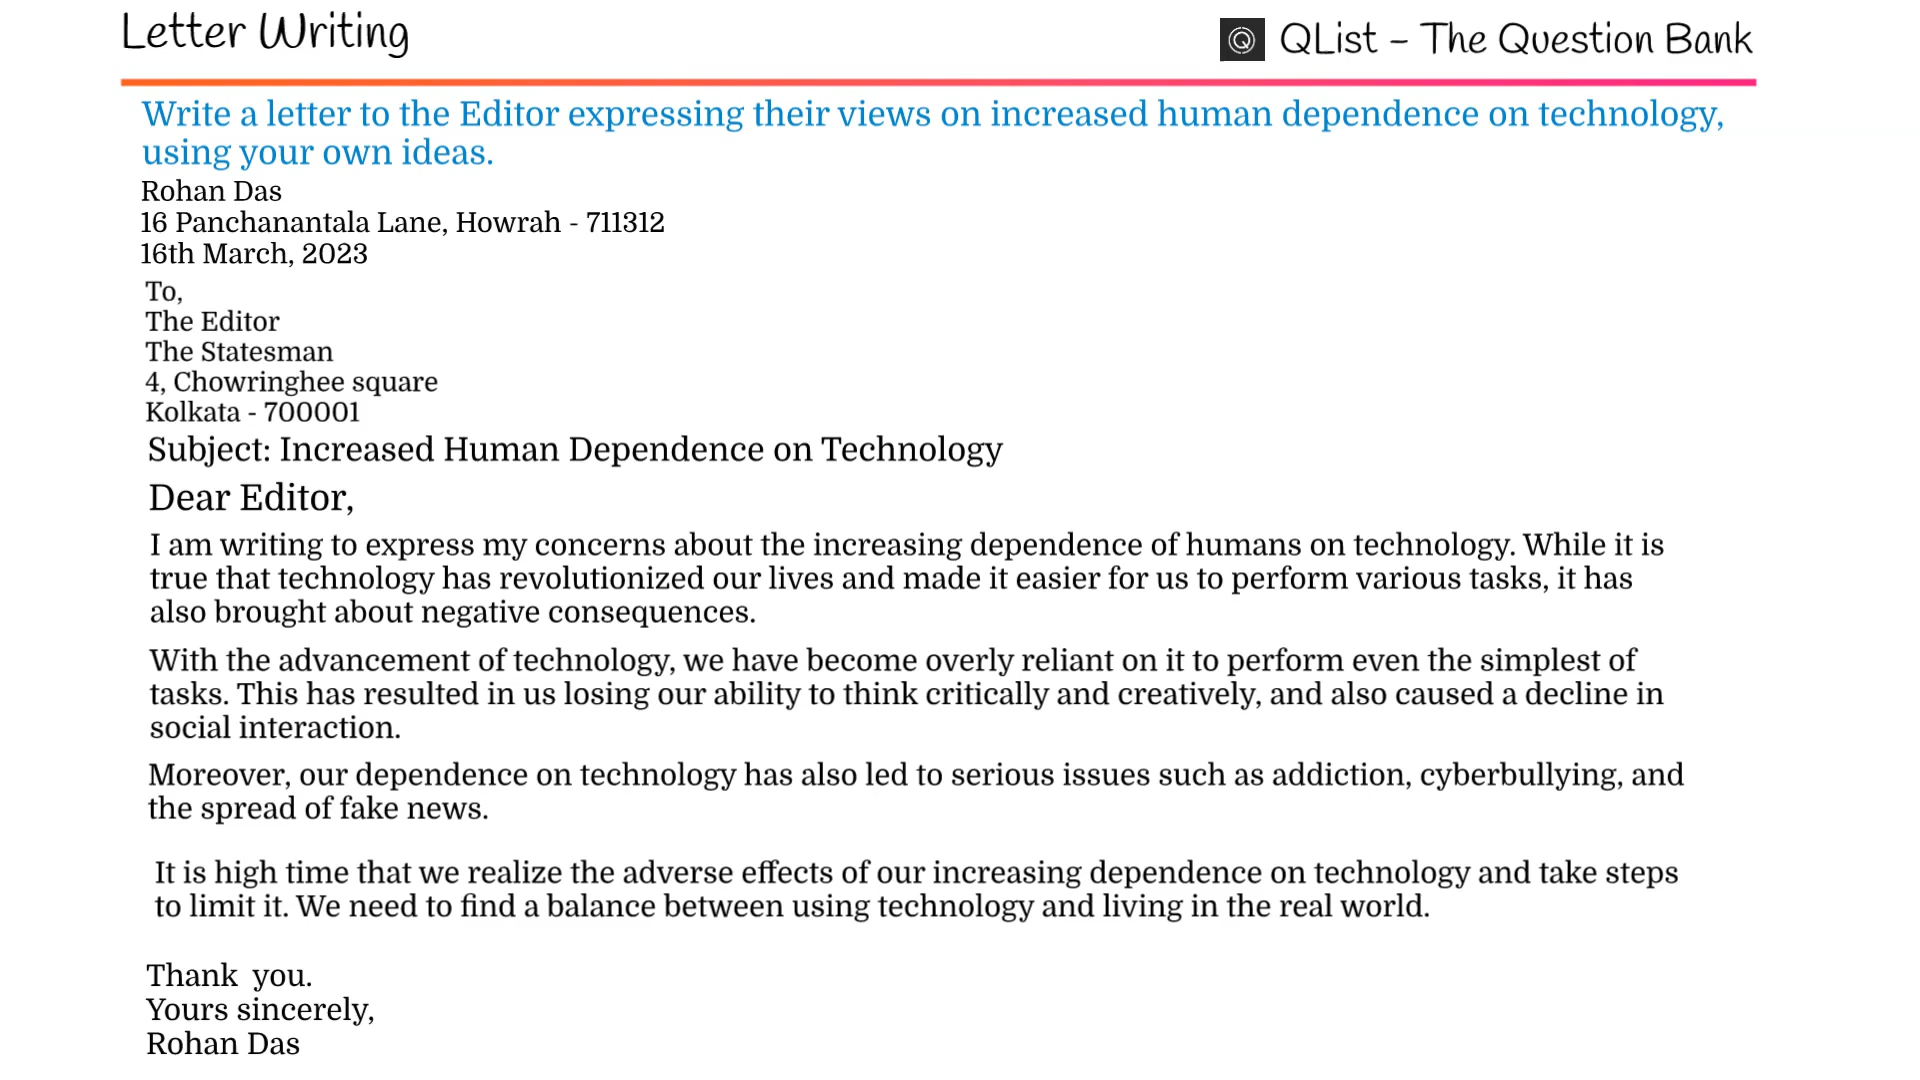 Letter Writing
QList - The Question Bank
Write a letter to the Editor expressing their views on increased human dependence on technology,
using your own ideas.
Rohan Das
16 Panchanantala Lane, Howrah - 711312
16th March, 2023
To,
The Editor
The Statesman
4, Chowringhee square
Kolkata - 700001
Subject: Increased Human Dependence on Technology
Dear Editor,
I am writing to express my concerns about the increasing dependence of humans on technology. While it is
true that technology has revolutionized our lives and made it easier for us to perform various tasks, it has
also brought about negative consequences.
With the advancement of technology, we have become overly reliant on it to perform even the simplest of
tasks. This has resulted in us losing our ability to think critically and creatively, and also caused a decline in
social interaction.
Moreover, our dependence on technology has also led to serious issues such as addiction, cyberbullying, and
the spread of fake news.
It is high time that we realize the adverse effects of our increasing dependence on technology and take steps
to limit it. We need to find a balance between using technology and living in the real world.
Thank you.
Yours sincerely,
Rohan Das